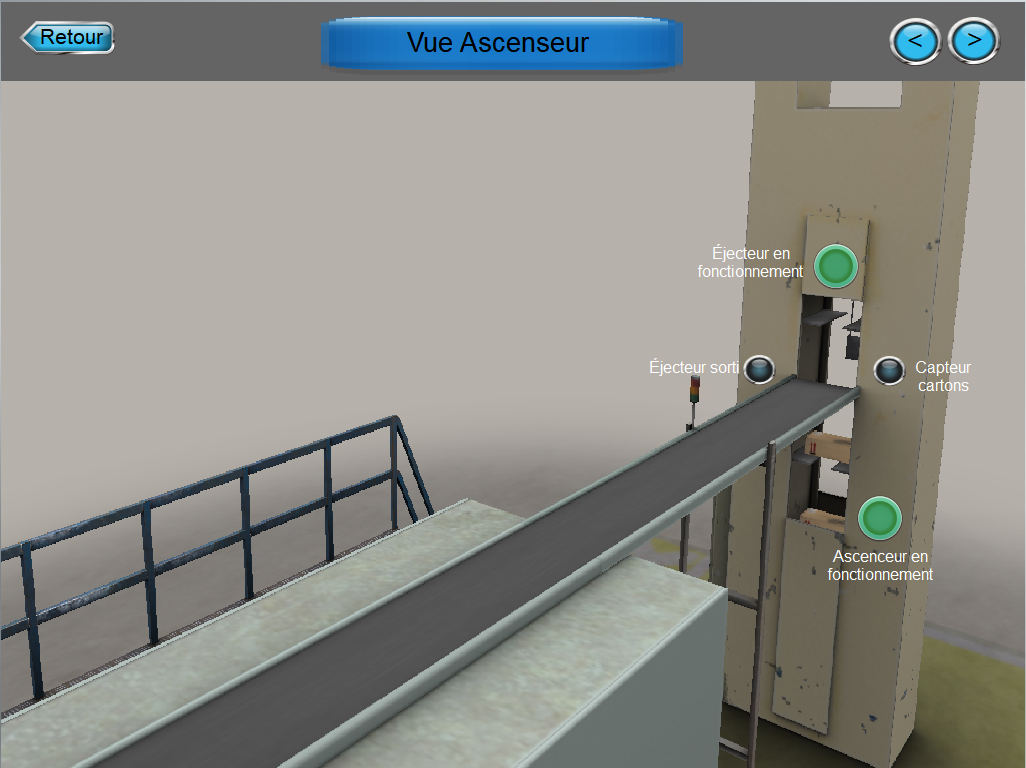 Retour
Vue Ascenseur
<
>
Éjecteur en
fonctionnement
Éjecteur sorti
Capteur
cartons
Ascenceur en
fonctionnement